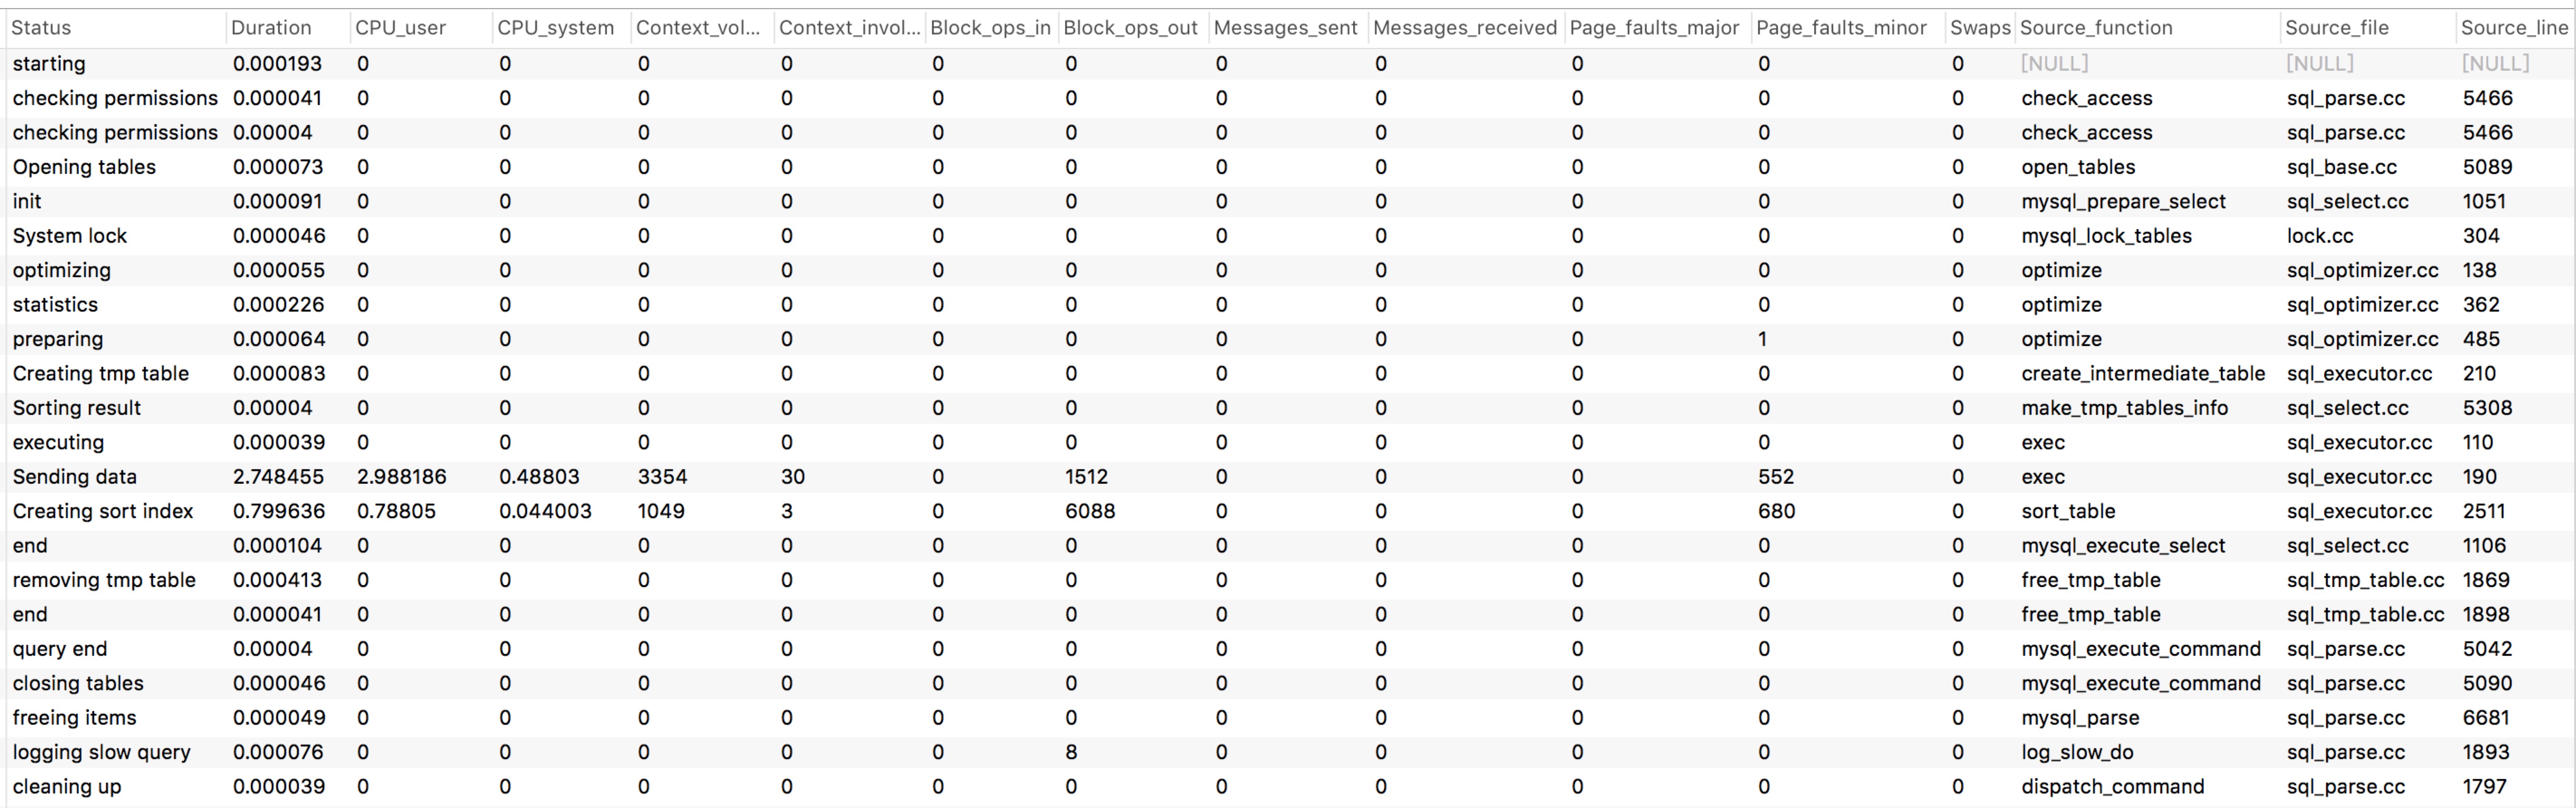 Status Duration CPU_user CPU_system Context_vol... Context_invol... Block_ops_in Block_ops_out Messages_sent Messages_received Page_faults_major Page_faults_minor Swaps Source_function Source_file Source_line
starting 0.000193 0 0 0 0 0 0 0 0 0 0 0 [NULL] [NULL] [NULL]
checking permissions 0.000041 0 0 0 0 0 0 0 0 0 0 0 check_access sql_parse.cc 5466
checking permissions 0.00004 0 0 0 0 0 0 0 0 0 0 0 check_access sql_parse.cc 5466
Opening tables 0.000073 0 0 0 0 0 0 0 0 0 0 0 open_tables sql_base.cc 5089
init 0.000091 0 0 0 0 0 0 0 0 0 0 0 mysql_prepare_select sql_select.cc 1051
System lock 0.000046 0 0 0 0 0 0 0 0 0 0 0 mysql_lock_tables lock.cc 304
optimizing 0.000055 0 0 0 0 0 0 0 0 0 0 0 optimize sql_optimizer.cc 138
statistics 0.000226 0 0 0 0 0 0 0 0 0 0 0 optimize sql_optimizer.cc 362
preparing 0.000064 0 0 0 0 0 0 0 0 0 1 0 optimize sql_optimizer.cc 485
Creating tmp table 0.000083 0 0 0 0 0 0 0 0 0 0 0 create_intermediate_table sql_executor.cc 210
Sorting result 0.00004 0 0 0 0 0 0 0 0 0 0 0 make_tmp_tables_info sql_select.cc 5308
executing 0.000039 0 0 0 0 0 0 0 0 0 0 0 exec sql_executor.cc 110
Sending data 2.748455 2.988186 0.48803 3354 30 0 1512 0 0 0 552 0 exec sql_executor.cc 190
Creating sort index 0.799636 0.78805 0.044003 1049 3 0 6088 0 0 0 680 0 sort_table sql_executor.cc 2511
end 0.000104 0 0 0 0 0 0 0 0 0 0 0 mysql_execute_select sql_select.cc 1106
removing tmp table 0.000413 0 0 0 0 0 0 0 0 0 0 0 free_tmp_table sql_tmp_table.cc 1869
end 0.000041 0 0 0 0 0 0 0 0 0 0 0 free_tmp_table sql_tmp_table.cc 1898
query end 0.00004 0 0 0 0 0 0 0 0 0 0 0 mysql_execute_command sql_parse.cc 5042
closing tables 0.000046 0 0 0 0 0 0 0 0 0 0 0 mysql_execute_command sql_parse.cc 5090
freeing items 0.000049 0 0 0 0 0 0 0 0 0 0 0 mysql_parse sql_parse.cc 6681
logging slow query 0.000076 0 0 0 0 0 8 0 0 0 0 0 log_slow_do sql_parse.cc 1893
cleaning up 0.000039 0 0 0 0 0 0 0 0 0 0 0 dispatch_command sql_parse.cc 1797